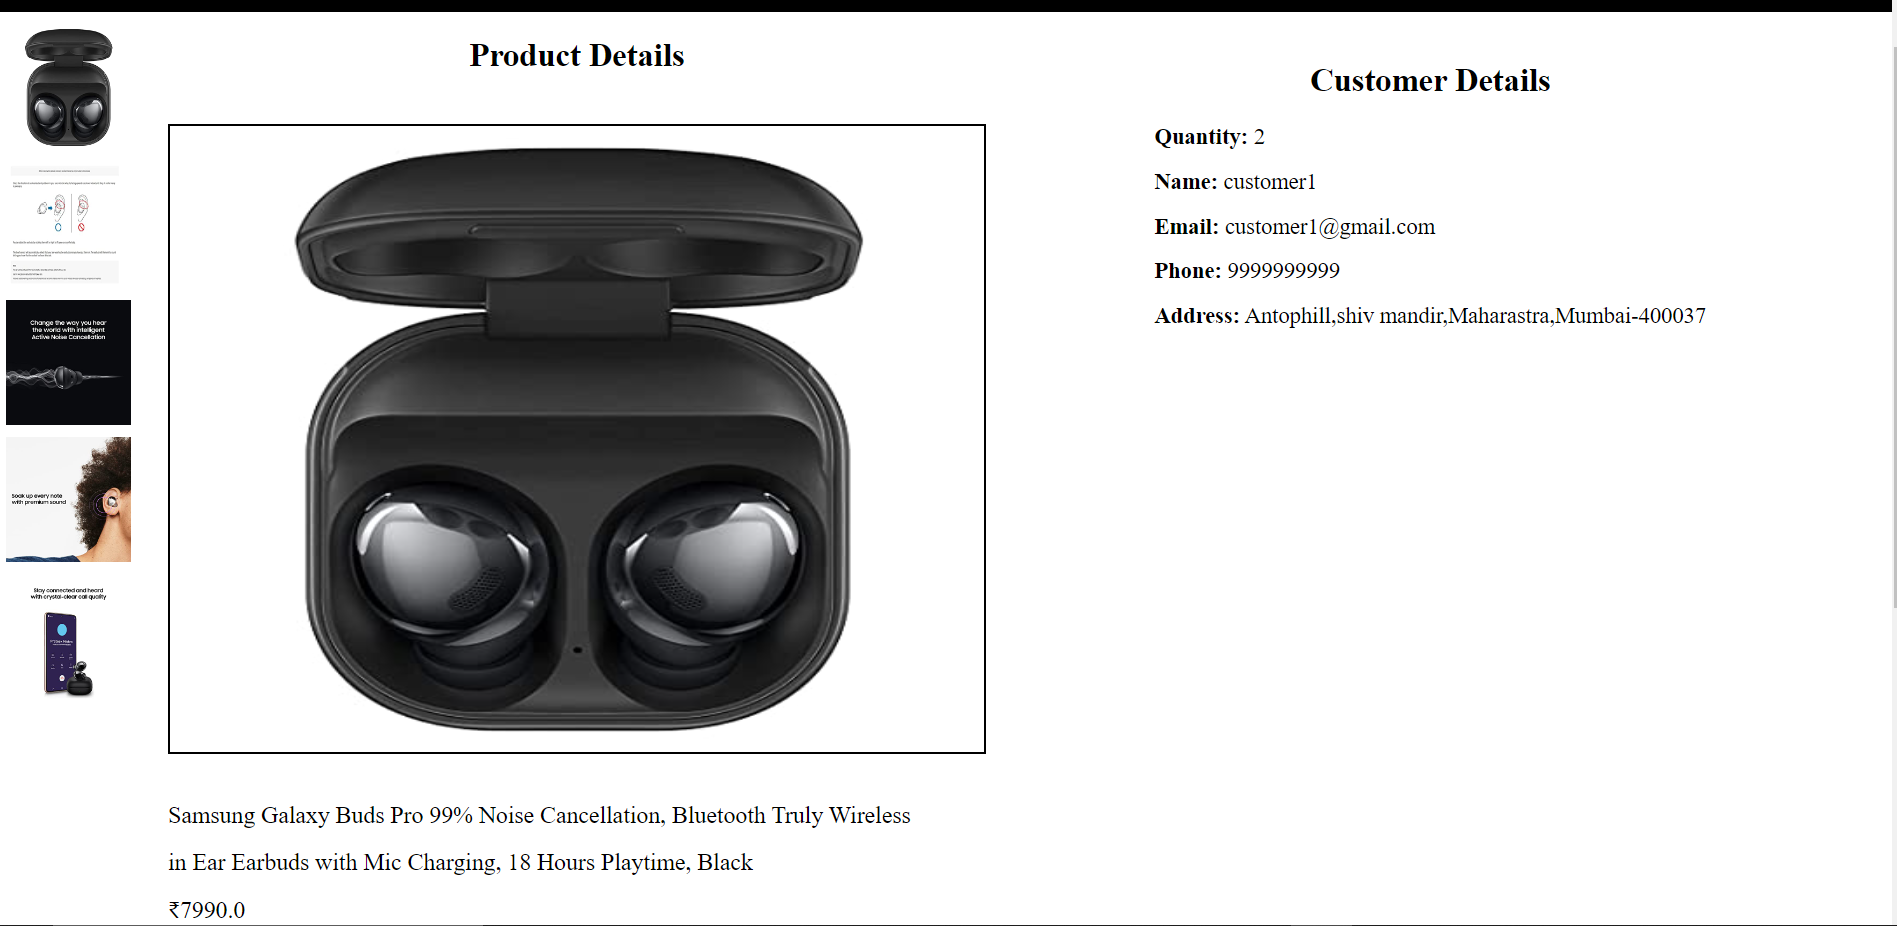 Product Details
Samsung Galaxy Buds Pro 99% Noise Cancellation, Bluetooth Truly Wireless
in Ear Earbuds with Mic Charging, 18 Hours Playtime, Black
₹7990.0
Customer Details
Quantity: 2
Name: customer1
Email: customer1@gmail.com
Phone: 9999999999
Address: Antophill,shiv mandir,Maharastra,Mumbai-400037
Change the way you hear
the world with intelligent
Active Noise Cancellation
Soak up every note
with premium sound
Stay connected and heard
with crystal-clear call quality